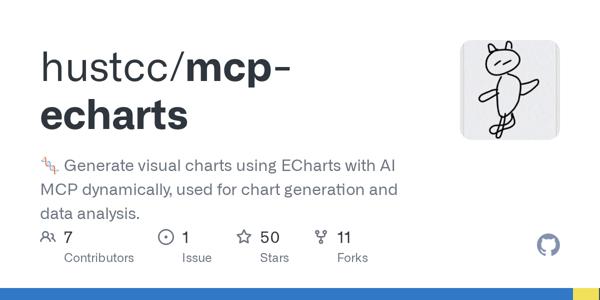 hustcc/mcp-
echarts
🧬 Generate visual charts using ECharts with AI
MCP dynamically, used for chart generation and
data analysis.
7 1 50 11
Contributors Issue Stars Forks